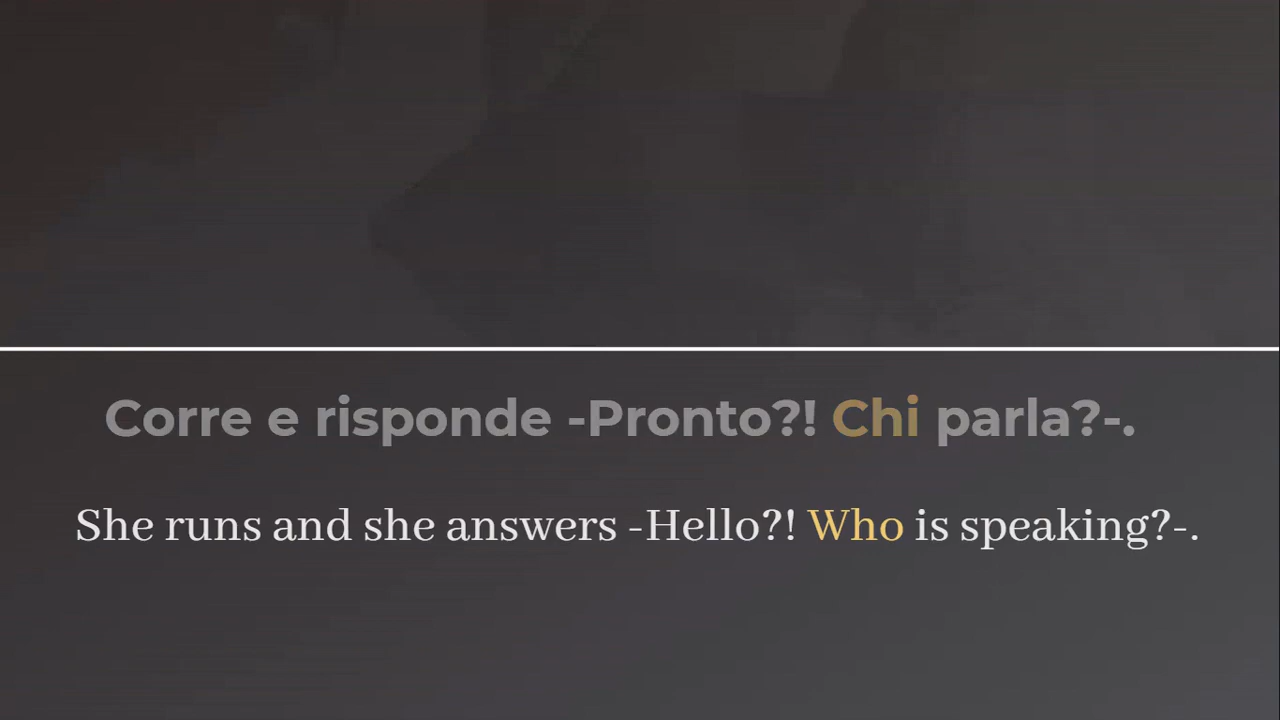 Corre e risponde -Pronto?! Chi parla?-.
She runs and she answers -Hello?! Who is speaking?-.